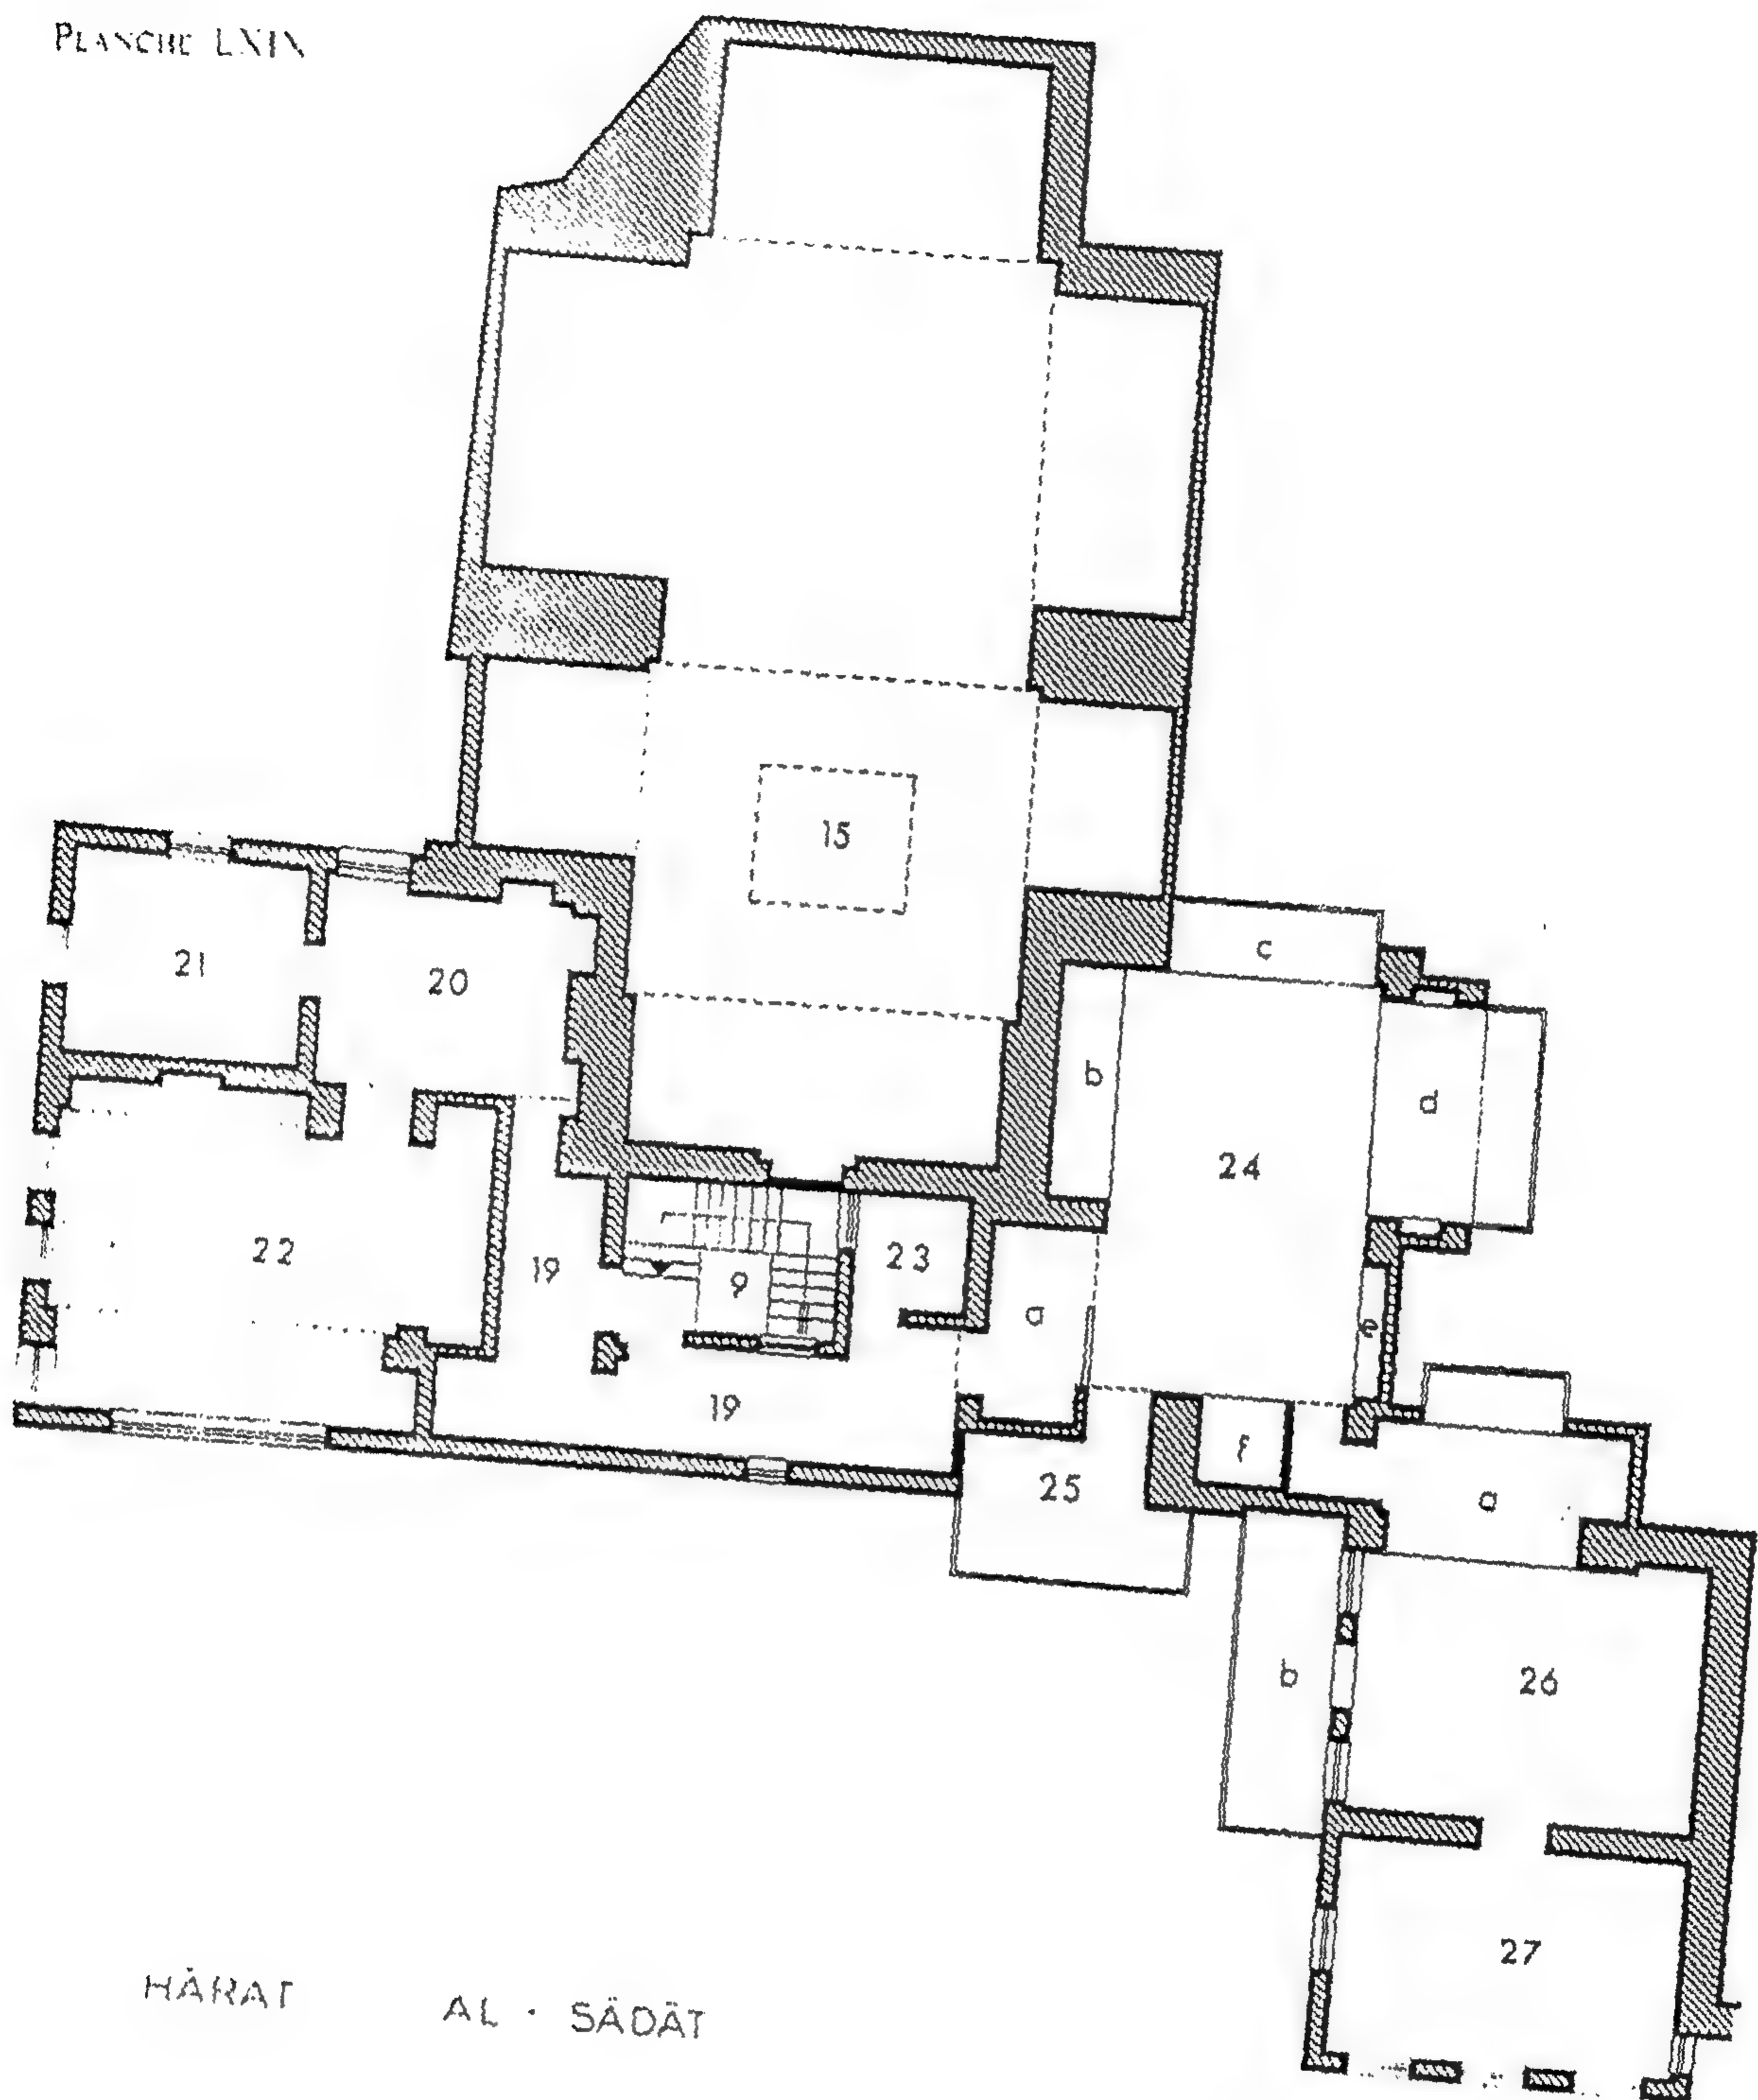 PLANCHE LXIX
15
c
21
20
b
d
24
22
19
9
23
a
e
19
25
f
a
b
26
27
HĀRAT AL · SĀDĀT